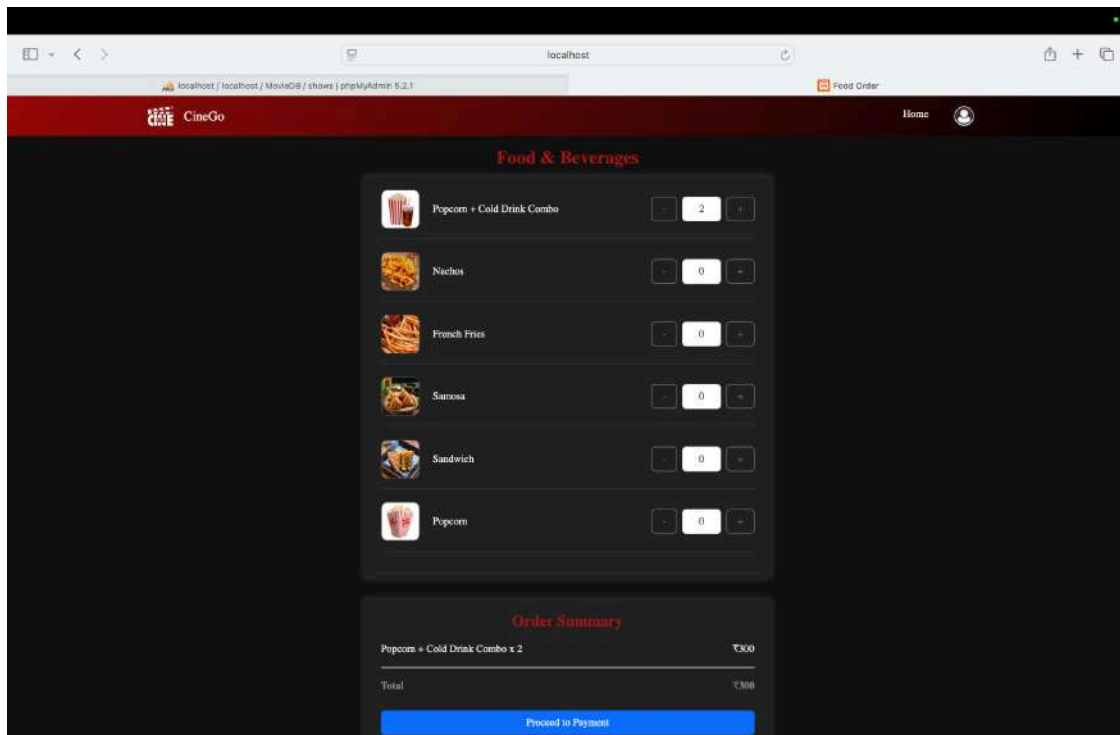 localhost
localhost / localhost / MovieDB / shows | phpMyAdmin 5.2.1
Food Order
CINE CineGo Home
Food & Beverages
Popcorn + Cold Drink Combo - 2 +
Nachos - 0 +
French Fries - 0 +
Samosa - 0 +
Sandwich - 0 +
Popcorn - 0 +
Order Summary
Popcorn + Cold Drink Combo x 2 ₹300
Total ₹300
Proceed to Payment